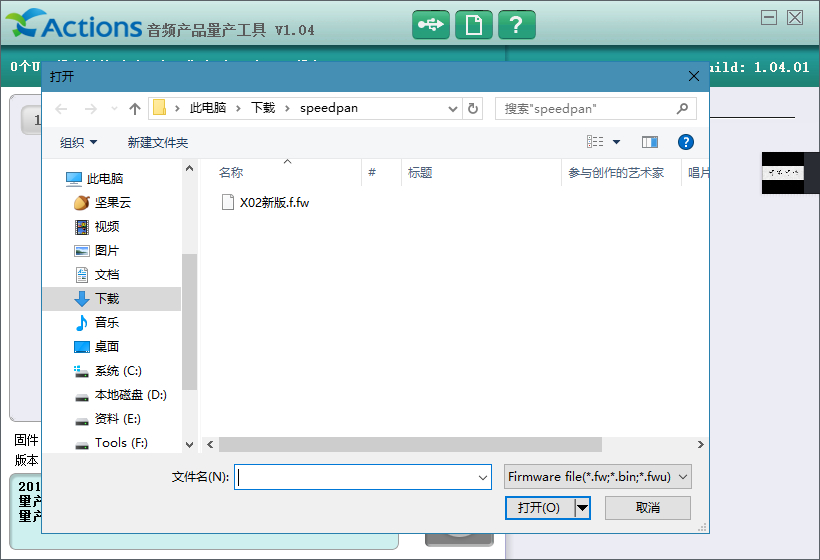 Actions 音频产品量产工具 V1.04
?
0个U
uild: 1.04.01
打开
此电脑 下载 speedpan
搜索"speedpan"
组织 新建文件夹
?
名称 # 标题 参与创作的艺术家 唱片
X02新版.f.fw
此电脑
坚果云
视频
图片
文档
下载
音乐
桌面
系统 (C:)
本地磁盘 (D:)
资料 (E:)
Tools (F:)
1
固件
版本
文件名(N):
Firmware file(*.fw;*.bin;*.fwu)
打开(O) 取消
201
量产
量产